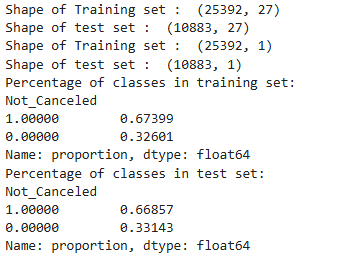 Shape of Training set :  (25392, 27)
Shape of test set :  (10883, 27)
Shape of Training set :  (25392, 1)
Shape of test set :  (10883, 1)
Percentage of classes in training set:
Not_Canceled
1.00000    0.67399
0.00000    0.32601
Name: proportion, dtype: float64
Percentage of classes in test set:
Not_Canceled
1.00000    0.66857
0.00000    0.33143
Name: proportion, dtype: float64